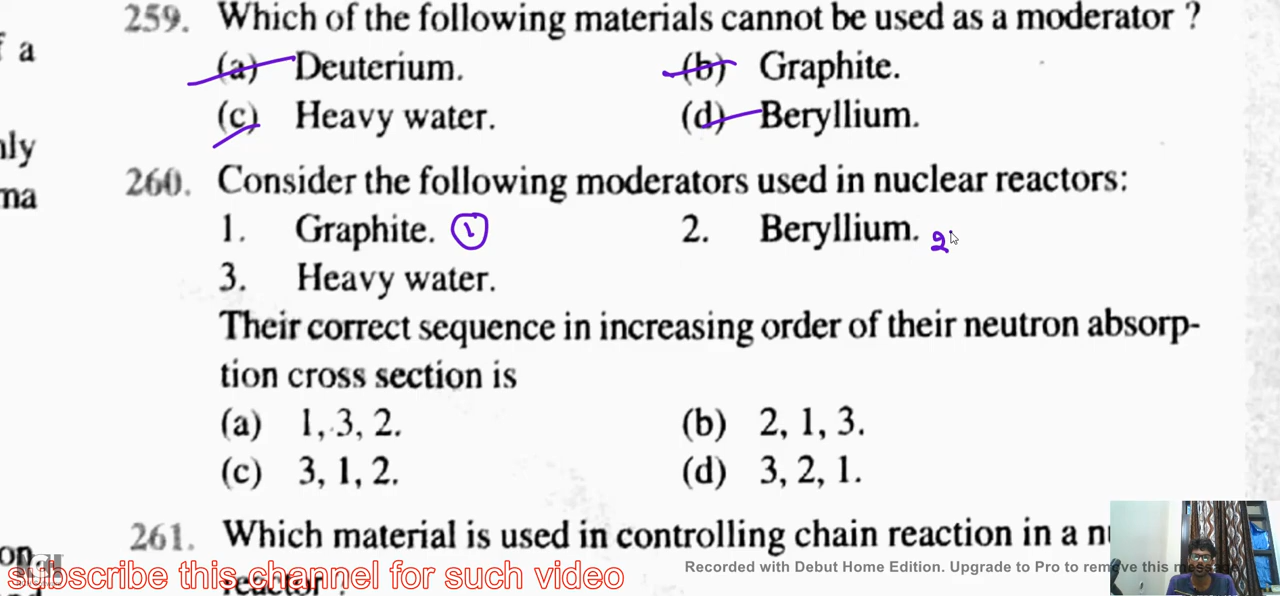 259. Which of the following materials cannot be used as a moderator ?
f a
(a) Deuterium. (b) Graphite.
(c) Heavy water. (d) Beryllium.
nly
260. Consider the following moderators used in nuclear reactors:
ma
1. Graphite. 1 2. Beryllium. 2
3. Heavy water.
Their correct sequence in increasing order of their neutron absorp-
tion cross section is
(a) 1, 3, 2. (b) 2, 1, 3.
(c) 3, 1, 2. (d) 3, 2, 1.
261. Which material is used in controlling chain reaction in a nu
on.
subscribe this channel for such video
Recorded with Debut Home Edition. Upgrade to Pro to remove this message
reactor ?